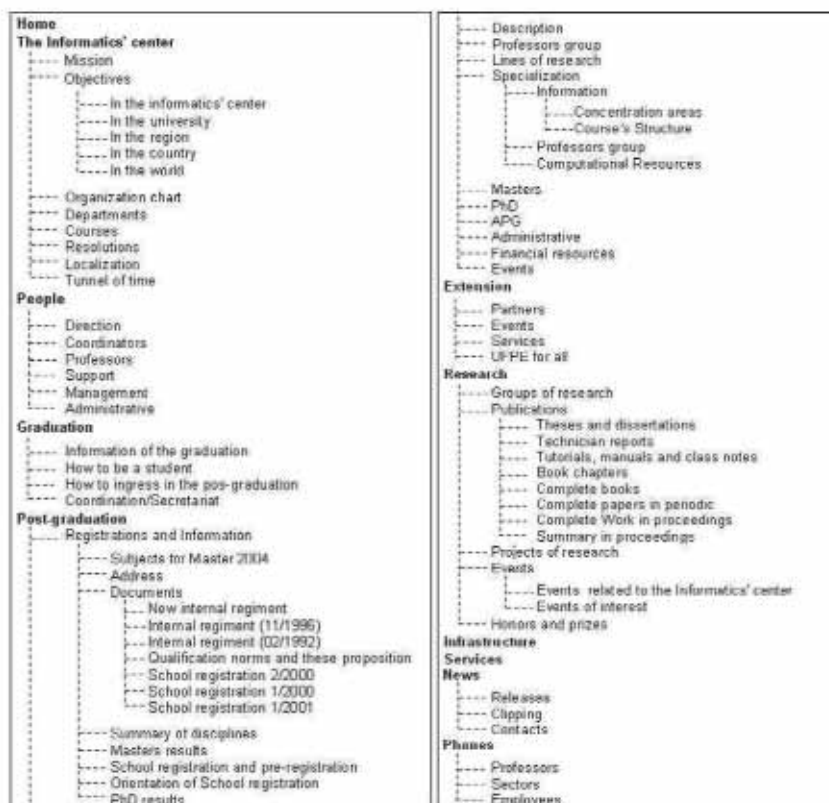 Home
The Informatics' center
Mission
Objectives
In the informatics' center
In the university
In the region
In the country
In the world
Organization chart
Departments
Courses
Resolutions
Localization
Tunnel of time
People
Direction
Coordinators
Professors
Support
Management
Administrative
Graduation
Information of the graduation
How to be a student
How to ingress in the pos-graduation
Coordination/Secretariat
Post-graduation
Registrations and Information
Subjects for Master 2004
Address
Documents
New internal regiment
Internal regiment (11/1996)
Internal regiment (02/1992)
Qualification norms and these proposition
School registration 2/2000
School registration 1/2000
School registration 1/2001
Summary of disciplines
Masters results
School registration and pre-registration
Orientation of School registration
PhD results
Description
Professors group
Lines of research
Specialization
Information
Concentration areas
Course's Structure
Professors group
Computational Resources
Masters
PhD
APG
Administrative
Financial resources
Events
Extension
Partners
Events
Services
UFPE for all
Research
Groups of research
Publications
Theses and dissertations
Technician reports
Tutorials, manuals and class notes
Book chapters
Complete books
Complete papers in periodic
Complete Work in proceedings
Summary in proceedings
Projects of research
Events
Events related to the Informatics' center
Events of interest
Honors and prizes
Infrastructure
Services
News
Releases
Clipping
Contacts
Phones
Professors
Sectors
Employees